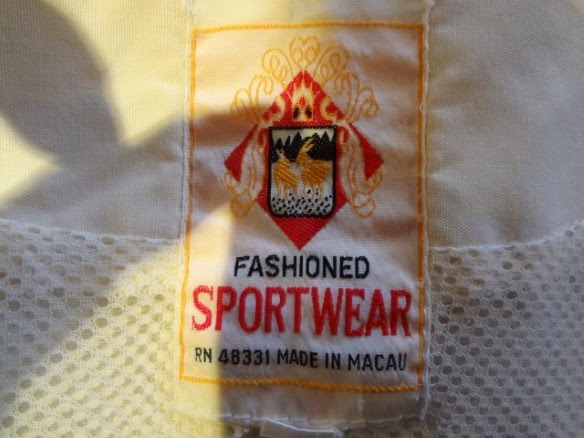 FASHIONED
SPORTWEAR
RN 48331 MADE IN MACAU